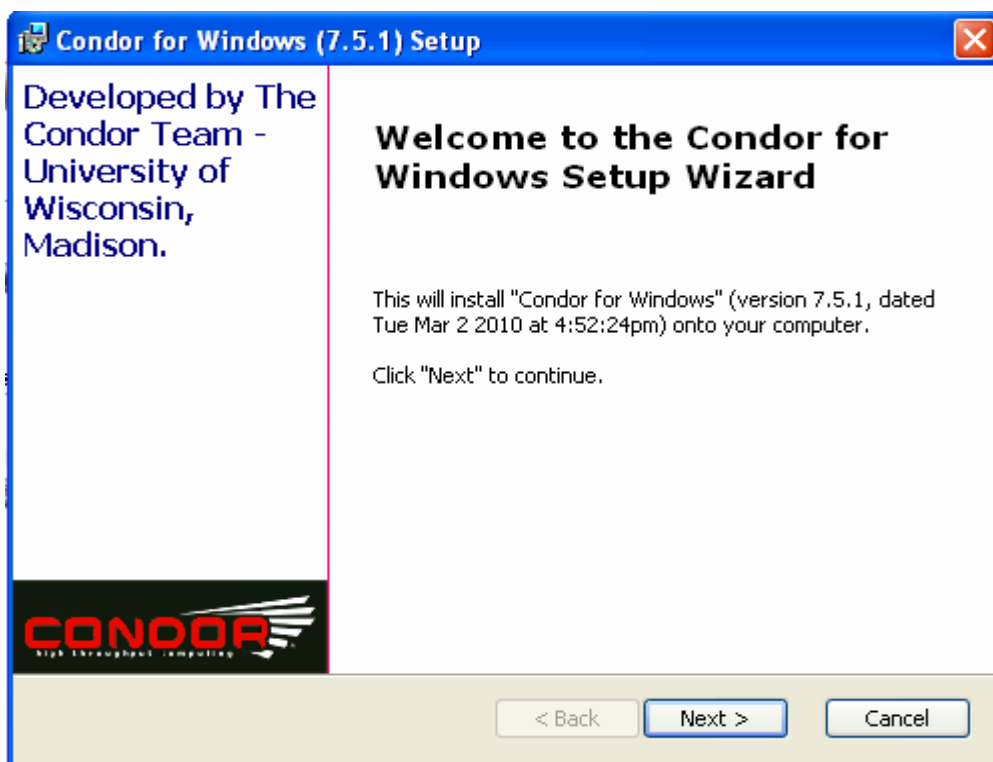 Condor for Windows (7.5.1) Setup
Developed by The
Condor Team -
University of
Wisconsin,
Madison.
Welcome to the Condor for
Windows Setup Wizard
This will install "Condor for Windows" (version 7.5.1, dated
Tue Mar 2 2010 at 4:52:24pm) onto your computer.
Click "Next" to continue.
CONDOR
high throughput computing
< Back
Next >
Cancel